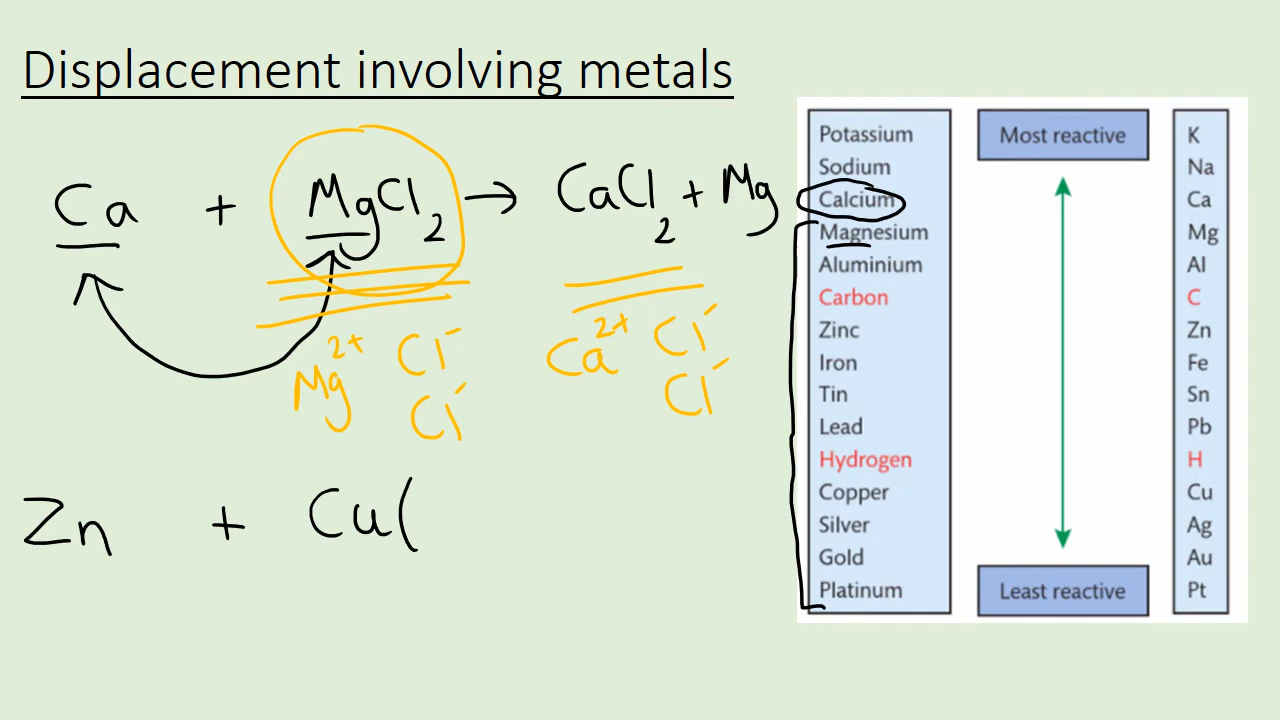 Displacement involving metals
Ca + MgCl₂ → CaCl₂ + Mg
Mg²⁺ Cl⁻
Cl⁻
Ca²⁺ Cl⁻
Cl⁻
Zn + Cu(
Potassium
Sodium
Calcium
Magnesium
Aluminium
Carbon
Zinc
Iron
Tin
Lead
Hydrogen
Copper
Silver
Gold
Platinum
Most reactive
Least reactive
K
Na
Ca
Mg
Al
C
Zn
Fe
Sn
Pb
H
Cu
Ag
Au
Pt